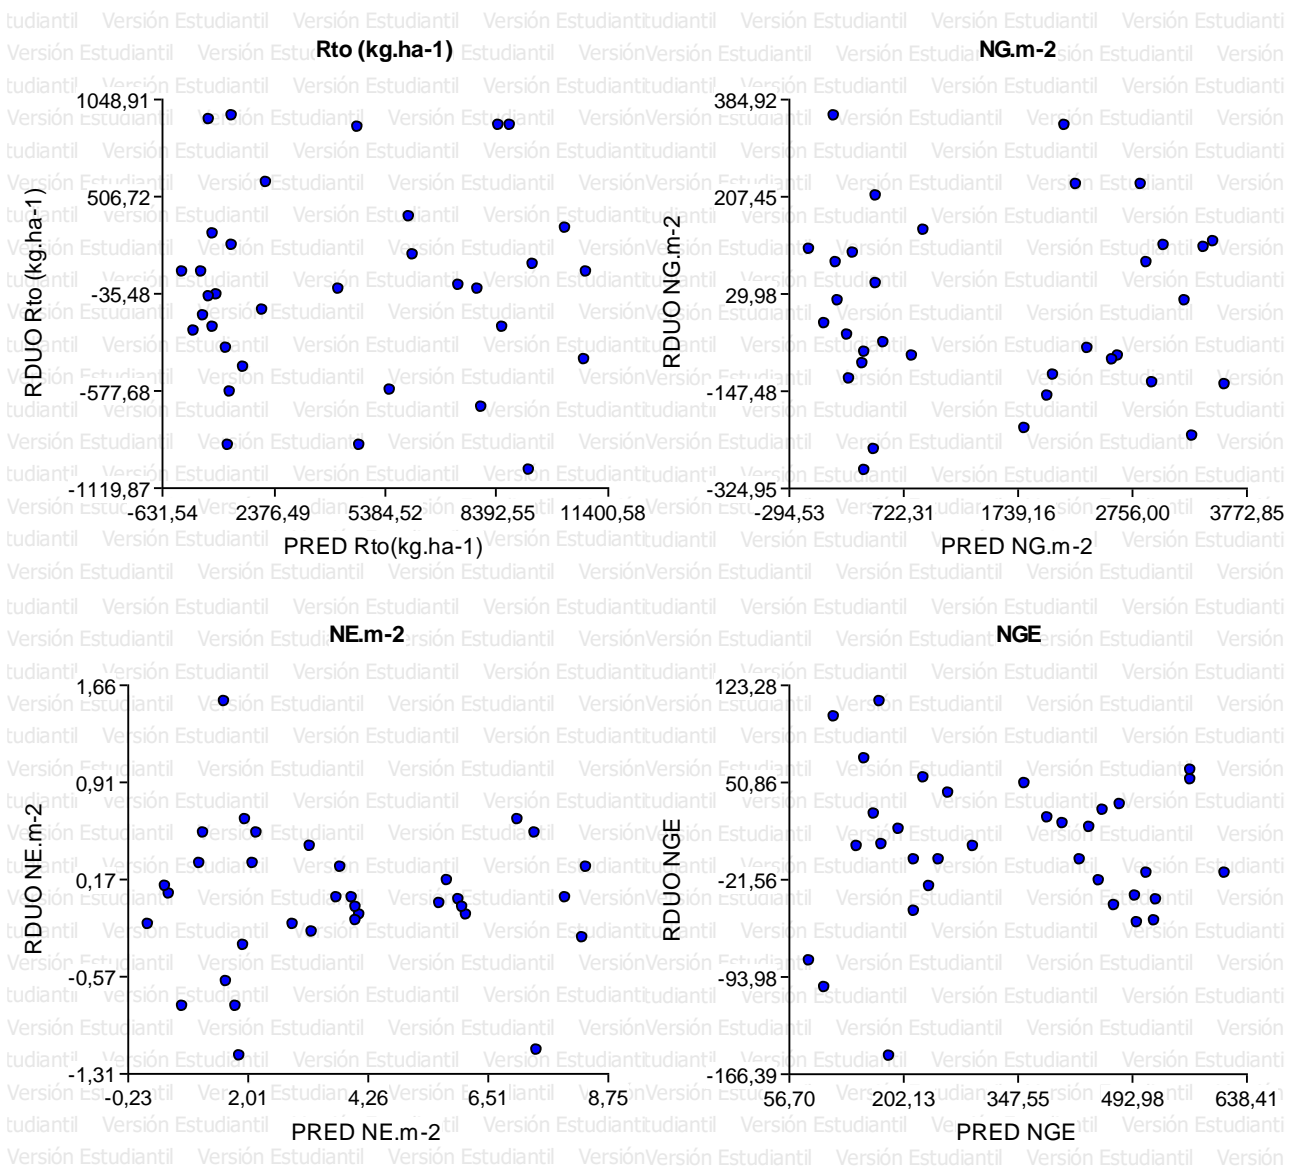 Rto (kg.ha-1)
1048,91
506,72
-35,48
-577,68
-1119,87
-631,54 2376,49 5384,52 8392,55 11400,58
RDUO Rto (kg.ha-1)
PRED Rto(kg.ha-1)
NG.m-2
384,92
207,45
29,98
-147,48
-324,95
-294,53 722,31 1739,16 2756,00 3772,85
RDUO NG.m-2
PRED NG.m-2
NE.m-2
1,66
0,91
0,17
-0,57
-1,31
-0,23 2,01 4,26 6,51 8,75
RDUO NE.m-2
PRED NE.m-2
NGE
123,28
50,86
-21,56
-93,98
-166,39
56,70 202,13 347,55 492,98 638,41
RDUO NGE
PRED NGE
Versión Estudiantil